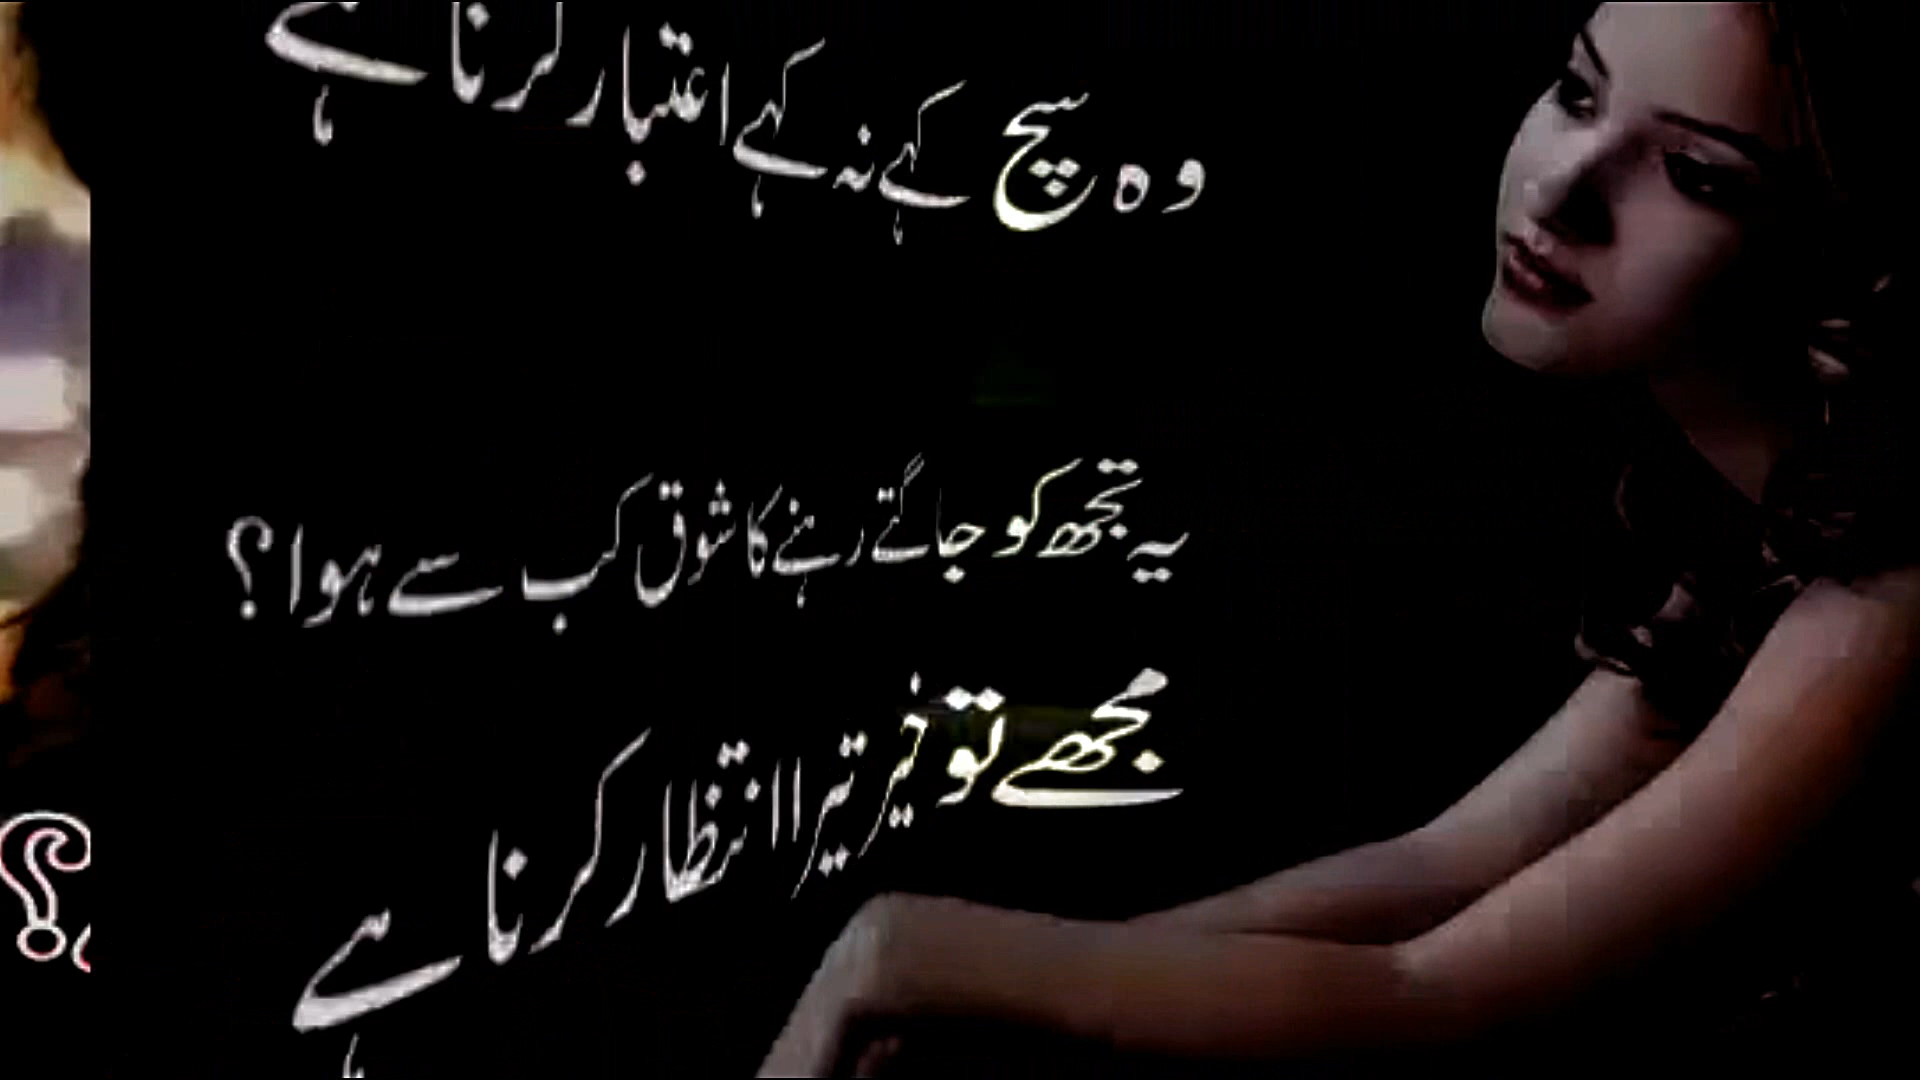 وہ سچ کہے نہ کہے اعتبار کرنا ہے
یہ تجھ کو جاگتے رہنے کا شوق کب سے ہوا؟
مجھے تو خیر تیرا انتظار کرنا ہے
؟